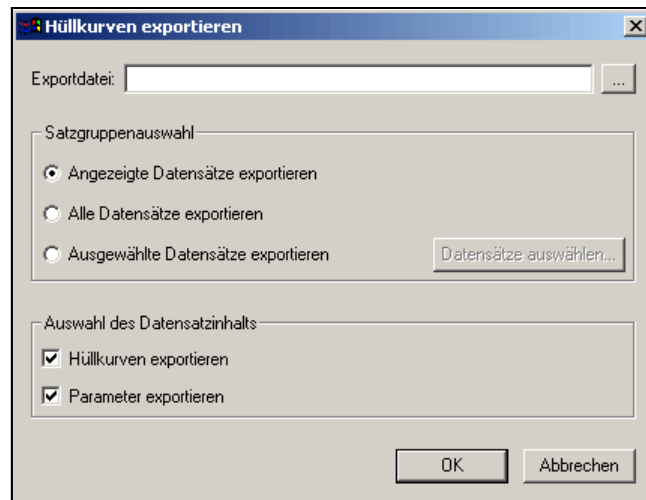 Hüllkurven exportieren
Exportdatei: ...
Satzgruppenauswahl
Angezeigte Datensätze exportieren
Alle Datensätze exportieren
Ausgewählte Datensätze exportieren Datensätze auswählen...
Auswahl des Datensatzinhalts
Hüllkurven exportieren
Parameter exportieren
OK Abbrechen